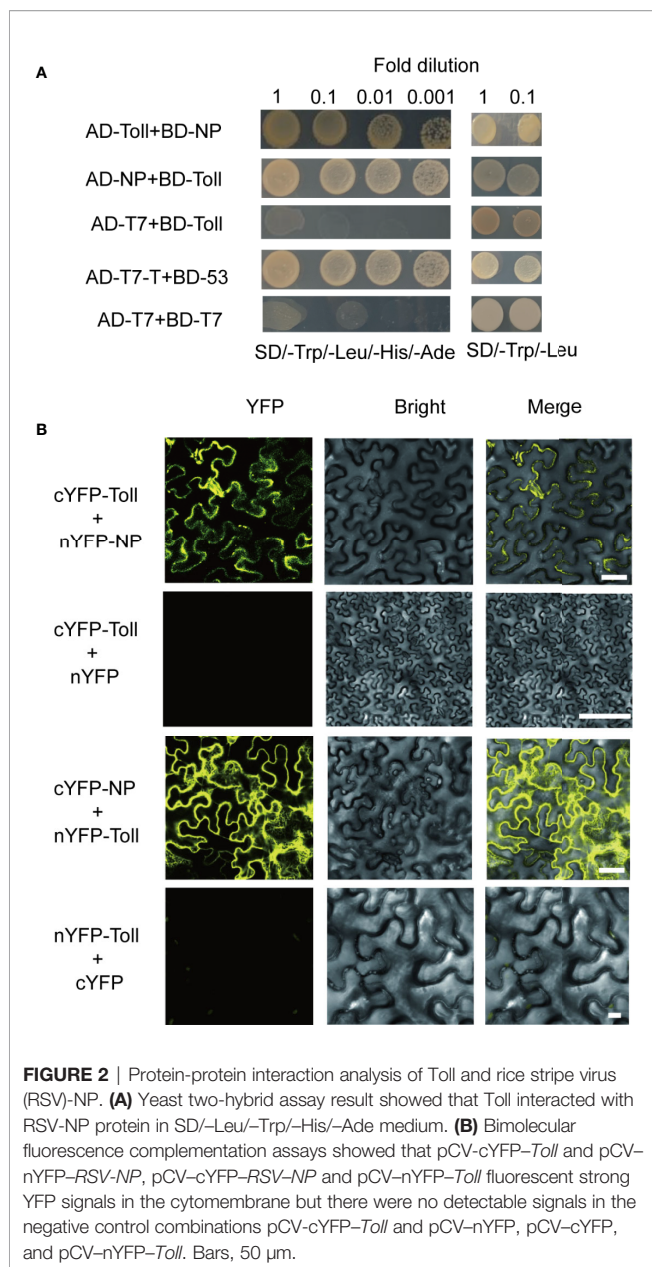 A
Fold dilution
1 0.1 0.01 0.001 1 0.1
AD-Toll+BD-NP
AD-NP+BD-Toll
AD-T7+BD-Toll
AD-T7-T+BD-53
AD-T7+BD-T7
SD/-Trp/-Leu/-His/-Ade SD/-Trp/-Leu
B
YFP Bright Merge
cYFP-Toll
+
nYFP-NP
cYFP-Toll
+
nYFP
cYFP-NP
+
nYFP-Toll
nYFP-Toll
+
cYFP
FIGURE 2 | Protein-protein interaction analysis of Toll and rice stripe virus
(RSV)-NP. (A) Yeast two-hybrid assay result showed that Toll interacted with
RSV-NP protein in SD/–Leu/–Trp/–His/–Ade medium. (B) Bimolecular
fluorescence complementation assays showed that pCV-cYFP–Toll and pCV–
nYFP–RSV-NP, pCV–cYFP–RSV–NP and pCV–nYFP–Toll fluorescent strong
YFP signals in the cytomembrane but there were no detectable signals in the
negative control combinations pCV-cYFP–Toll and pCV–nYFP, pCV–cYFP,
and pCV–nYFP–Toll. Bars, 50 µm.